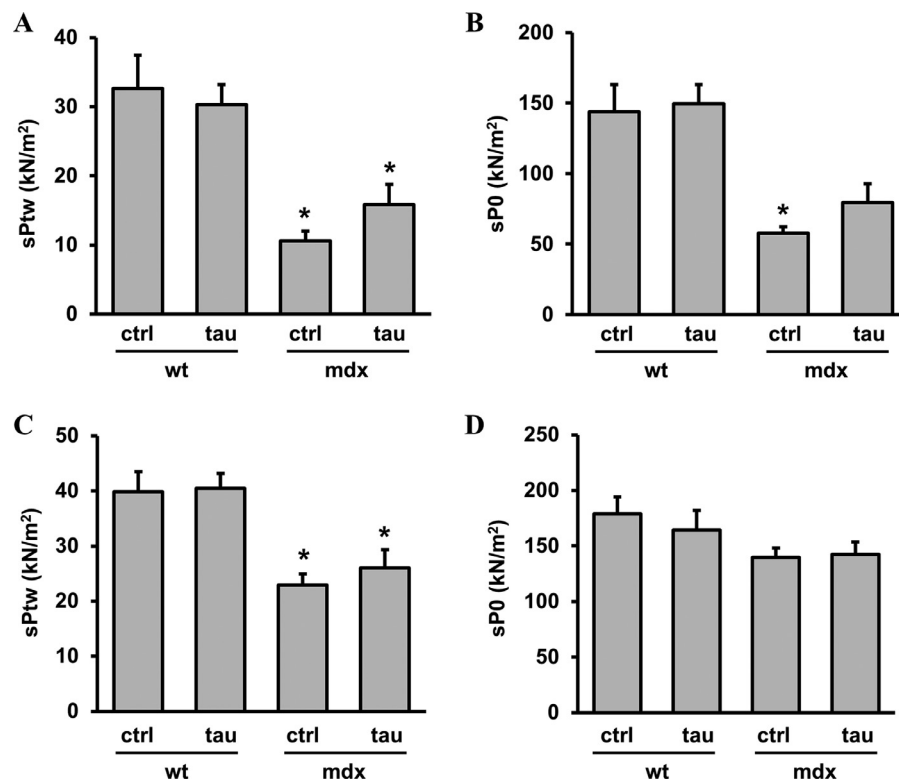 A
sPtw (kN/m²)
40
30
20
10
0
*
*
ctrl tau ctrl tau
wt mdx
B
sP0 (kN/m²)
200
150
100
50
0
*
ctrl tau ctrl tau
wt mdx
C
sPtw (kN/m²)
50
40
30
20
10
0
*
*
ctrl tau ctrl tau
wt mdx
D
sP0 (kN/m²)
250
200
150
100
50
0
ctrl tau ctrl tau
wt mdx